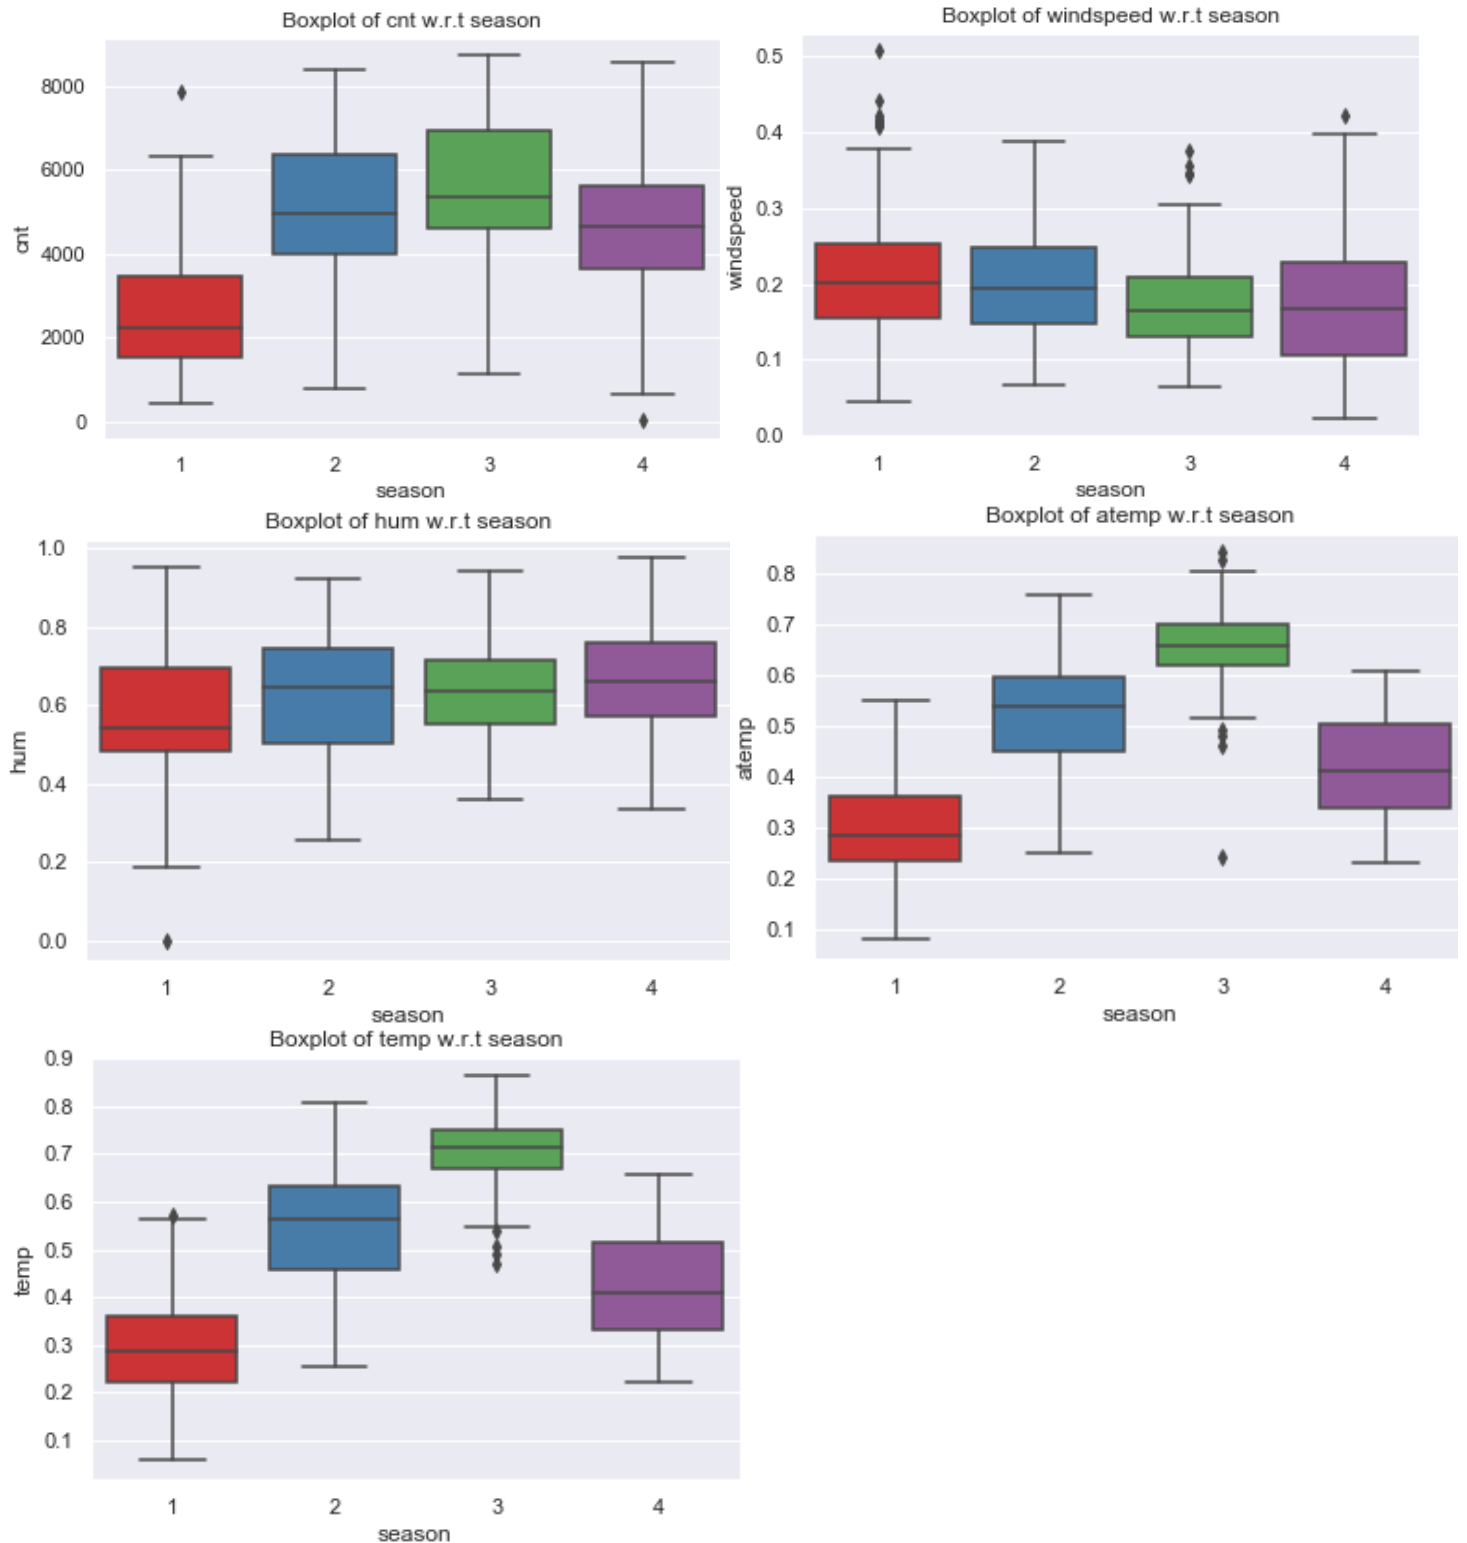 Boxplot of cnt w.r.t season
8000
6000
4000
2000
0
cnt
1 2 3 4
season
Boxplot of windspeed w.r.t season
0.5
0.4
0.3
0.2
0.1
0.0
windspeed
1 2 3 4
season
Boxplot of hum w.r.t season
1.0
0.8
0.6
0.4
0.2
0.0
hum
1 2 3 4
season
Boxplot of atemp w.r.t season
0.8
0.7
0.6
0.5
0.4
0.3
0.2
0.1
atemp
1 2 3 4
season
Boxplot of temp w.r.t season
0.9
0.8
0.7
0.6
0.5
0.4
0.3
0.2
0.1
temp
1 2 3 4
season